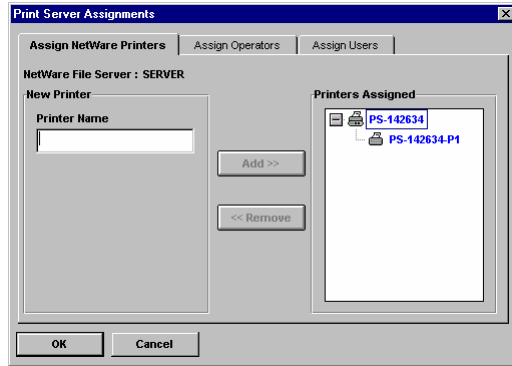 Print Server Assignments
Assign NetWare Printers
Assign Operators
Assign Users
NetWare File Server : SERVER
New Printer
Printer Name
Add >>
<< Remove
Printers Assigned
PS-142634
PS-142634-P1
OK
Cancel